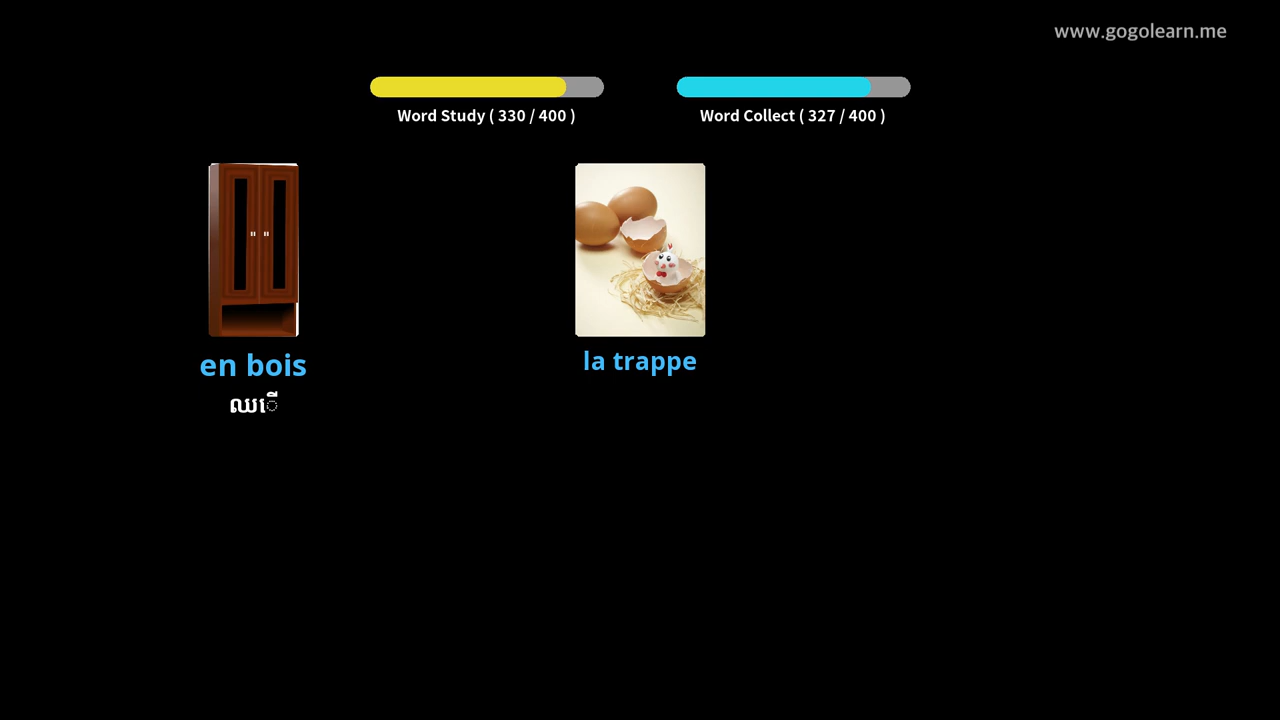 www.gogolearn.me
Word Study ( 330 / 400 )
Word Collect ( 327 / 400 )
en bois
la trappe
ឈើ